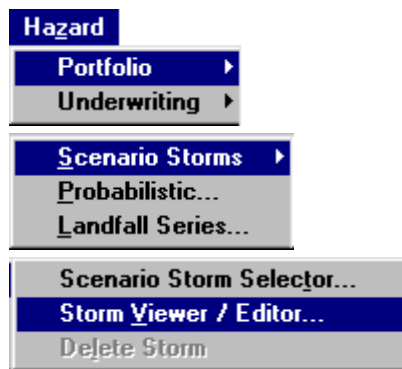 Hazard
Portfolio
Underwriting
Scenario Storms
Probabilistic...
Landfall Series...
Scenario Storm Selector...
Storm Viewer / Editor...
Delete Storm